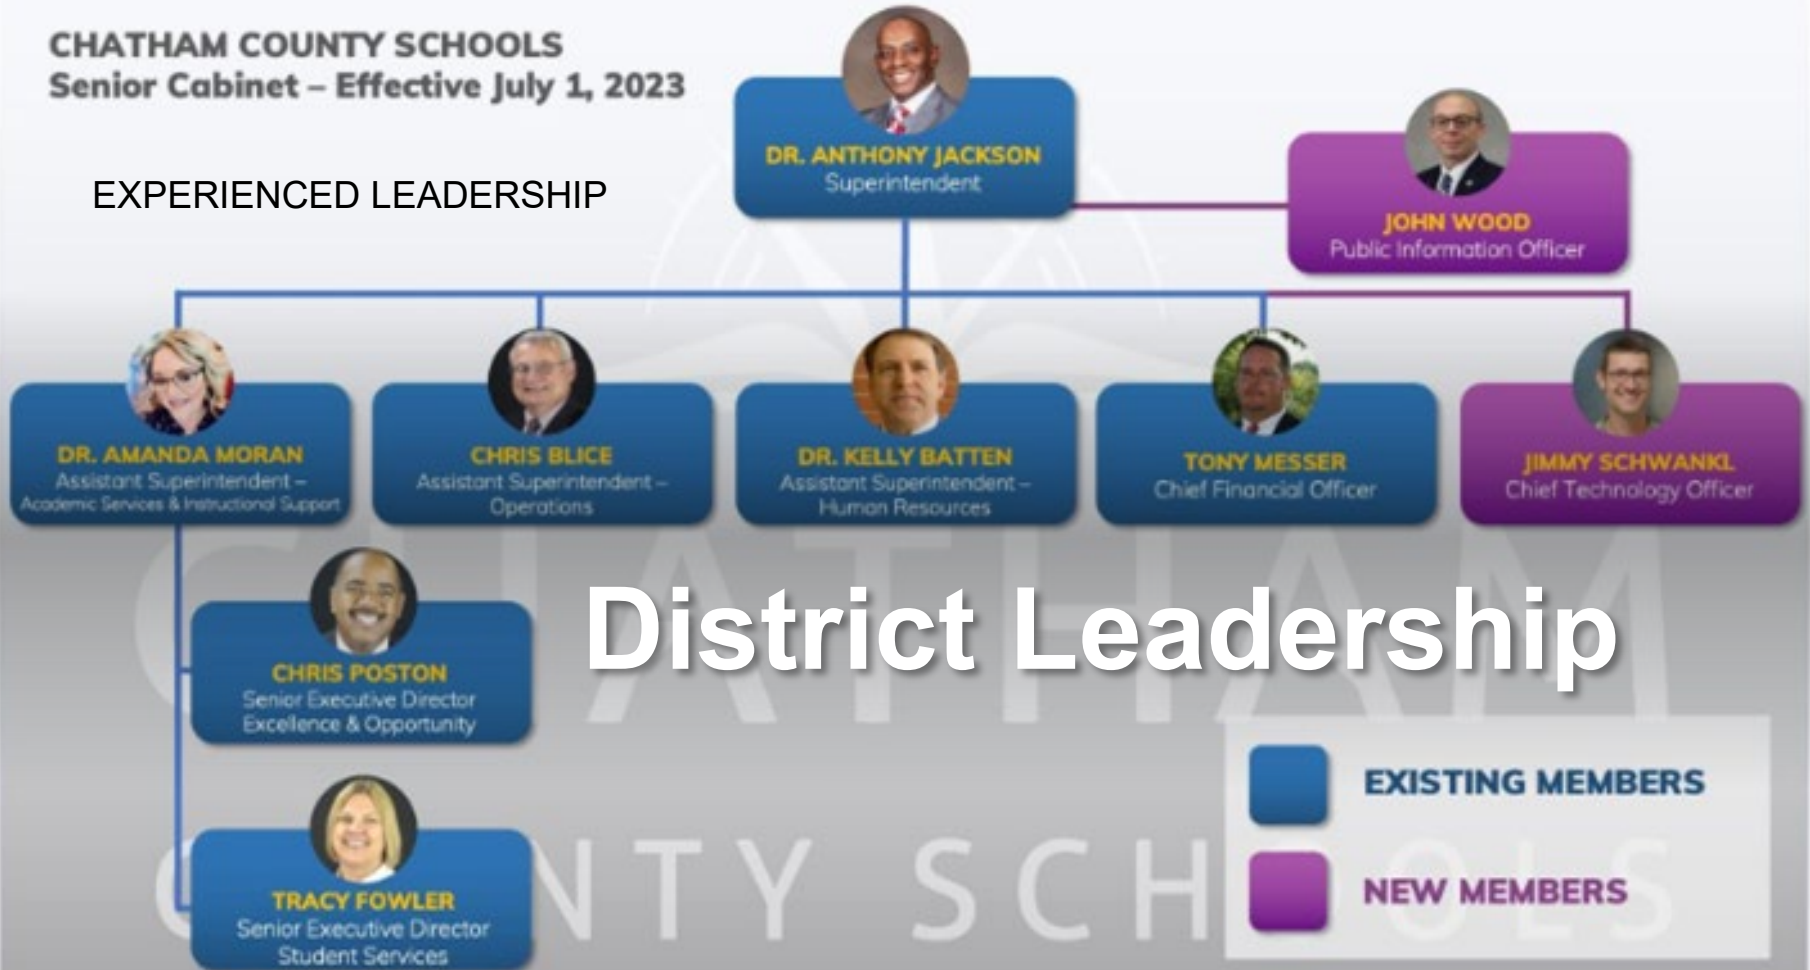 CHATHAM COUNTY SCHOOLS
Senior Cabinet – Effective July 1, 2023
EXPERIENCED LEADERSHIP
DR. ANTHONY JACKSON
Superintendent
JOHN WOOD
Public Information Officer
DR. AMANDA MORAN
Assistant Superintendent –
Academic Services & Instructional Support
CHRIS BLICE
Assistant Superintendent –
Operations
DR. KELLY BATTEN
Assistant Superintendent –
Human Resources
TONY MESSER
Chief Financial Officer
JIMMY SCHWANKL
Chief Technology Officer
CHRIS POSTON
Senior Executive Director
Excellence & Opportunity
TRACY FOWLER
Senior Executive Director
Student Services
District Leadership
EXISTING MEMBERS
NEW MEMBERS
CHATHAM
COUNTY SCHOOLS